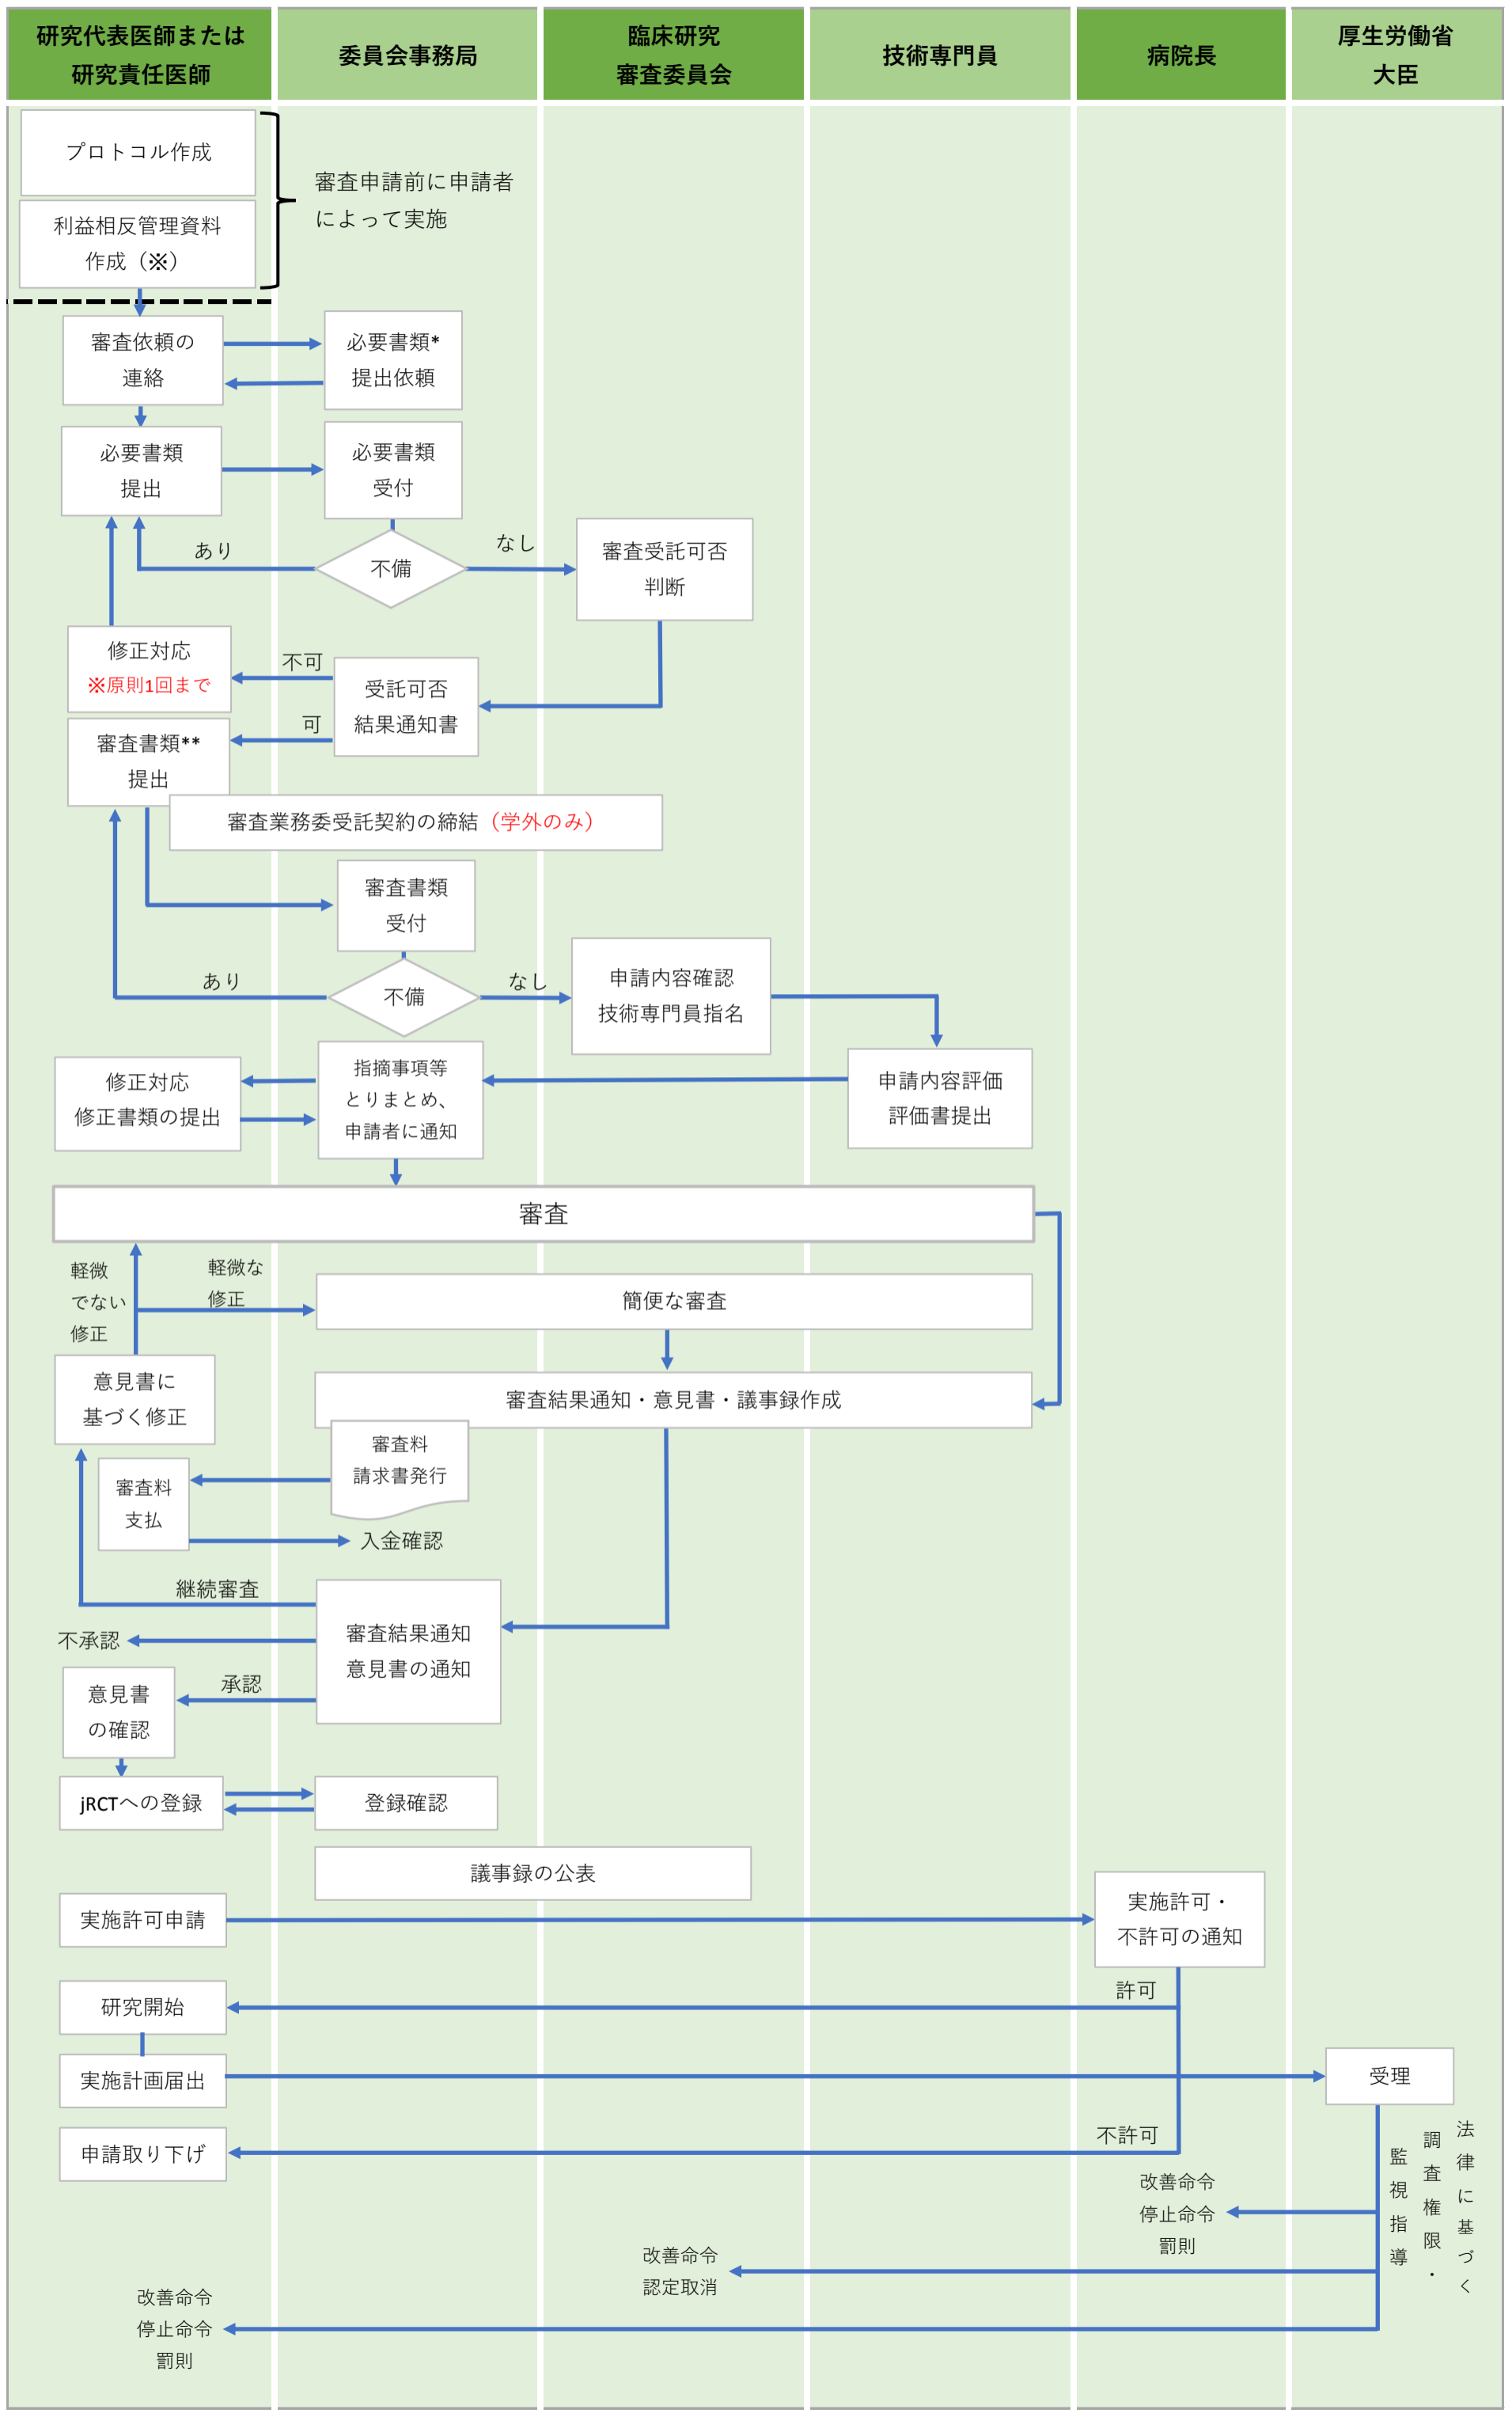 研究代表医師または
研究責任医師
委員会事務局
臨床研究
審査委員会
技術専門員
病院長
厚生労働省
大臣
プロトコル作成
利益相反管理資料
作成（※）
審査申請前に申請者
によって実施
審査依頼の
連絡
必要書類*
提出依頼
必要書類
提出
必要書類
受付
あり
不備
なし
審査受託可否
判断
修正対応
※原則1回まで
不可
受託可否
結果通知書
可
審査書類**
提出
審査業務委受託契約の締結（学外のみ）
審査書類
受付
あり
不備
なし
申請内容確認
技術専門員指名
修正対応
修正書類の提出
指摘事項等
とりまとめ、
申請者に通知
申請内容評価
評価書提出
審査
軽微
でない
修正
軽微な
修正
簡便な審査
意見書に
基づく修正
審査結果通知・意見書・議事録作成
審査料
請求書発行
審査料
支払
入金確認
継続審査
不承認
審査結果通知
意見書の通知
承認
意見書
の確認
jRCTへの登録
登録確認
議事録の公表
実施許可申請
実施許可・
不許可の通知
許可
研究開始
実施計画届出
受理
不許可
申請取り下げ
法律に基づく
調査権限・
監視指導
改善命令
停止命令
罰則
改善命令
認定取消
改善命令
停止命令
罰則